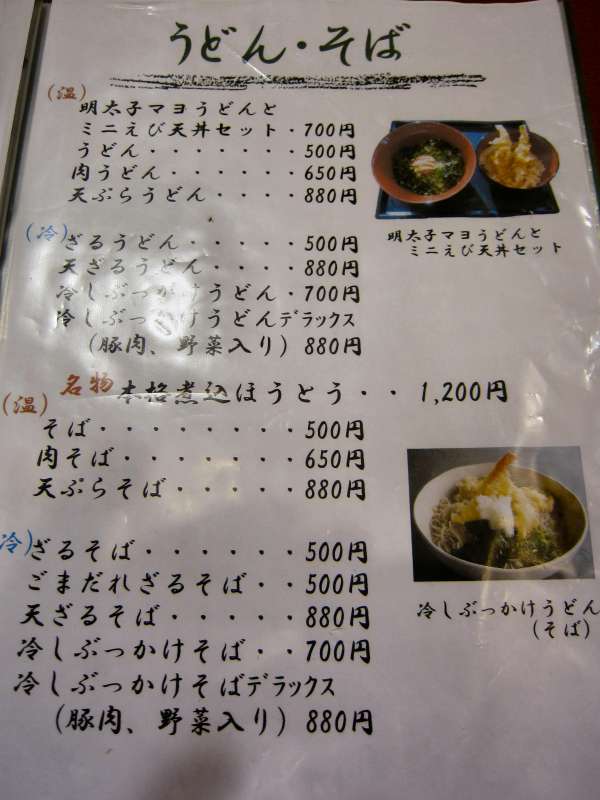 うどん・そば
(温)
明太子マヨうどんと
ミニえび天丼セット・700円
うどん・・・・・・・500円
肉うどん・・・・・・650円
天ぷらうどん・・・・880円
明太子マヨうどんと
ミニえび天丼セット
(冷)
ざるうどん・・・・・500円
天ざるうどん・・・・880円
冷しぶっかけうどん・700円
冷しぶっかけうどんデラックス
(豚肉、野菜入り) 880円
名物 本格煮込ほうとう・・ 1,200円
(温)
そば・・・・・・・・500円
肉そば・・・・・・・650円
天ぷらそば・・・・・880円
冷)
ざるそば・・・・・・500円
ごまだれざるそば・・500円
天ざるそば・・・・・880円
冷しぶっかけそば・・700円
冷しぶっかけそばデラックス
(豚肉、野菜入り) 880円
冷しぶっかけうどん
(そば)